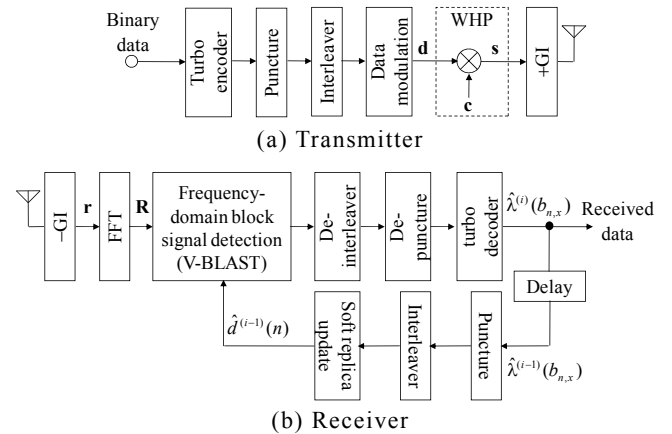 Binary
data
Turbo
encoder
Puncture
Interleaver
Data
modulation
d
WHP
c
s
+GI
(a) Transmitter
−GI
r
FFT
R
Frequency-
domain block
signal detection
(V-BLAST)
De-
interleaver
De-
puncture
turbo
decoder
λ̂^(i)(b_n,x)
Received
data
Delay
λ̂^(i−1)(b_n,x)
Puncture
Interleaver
Soft replica
update
d̂^(i−1)(n)
(b) Receiver